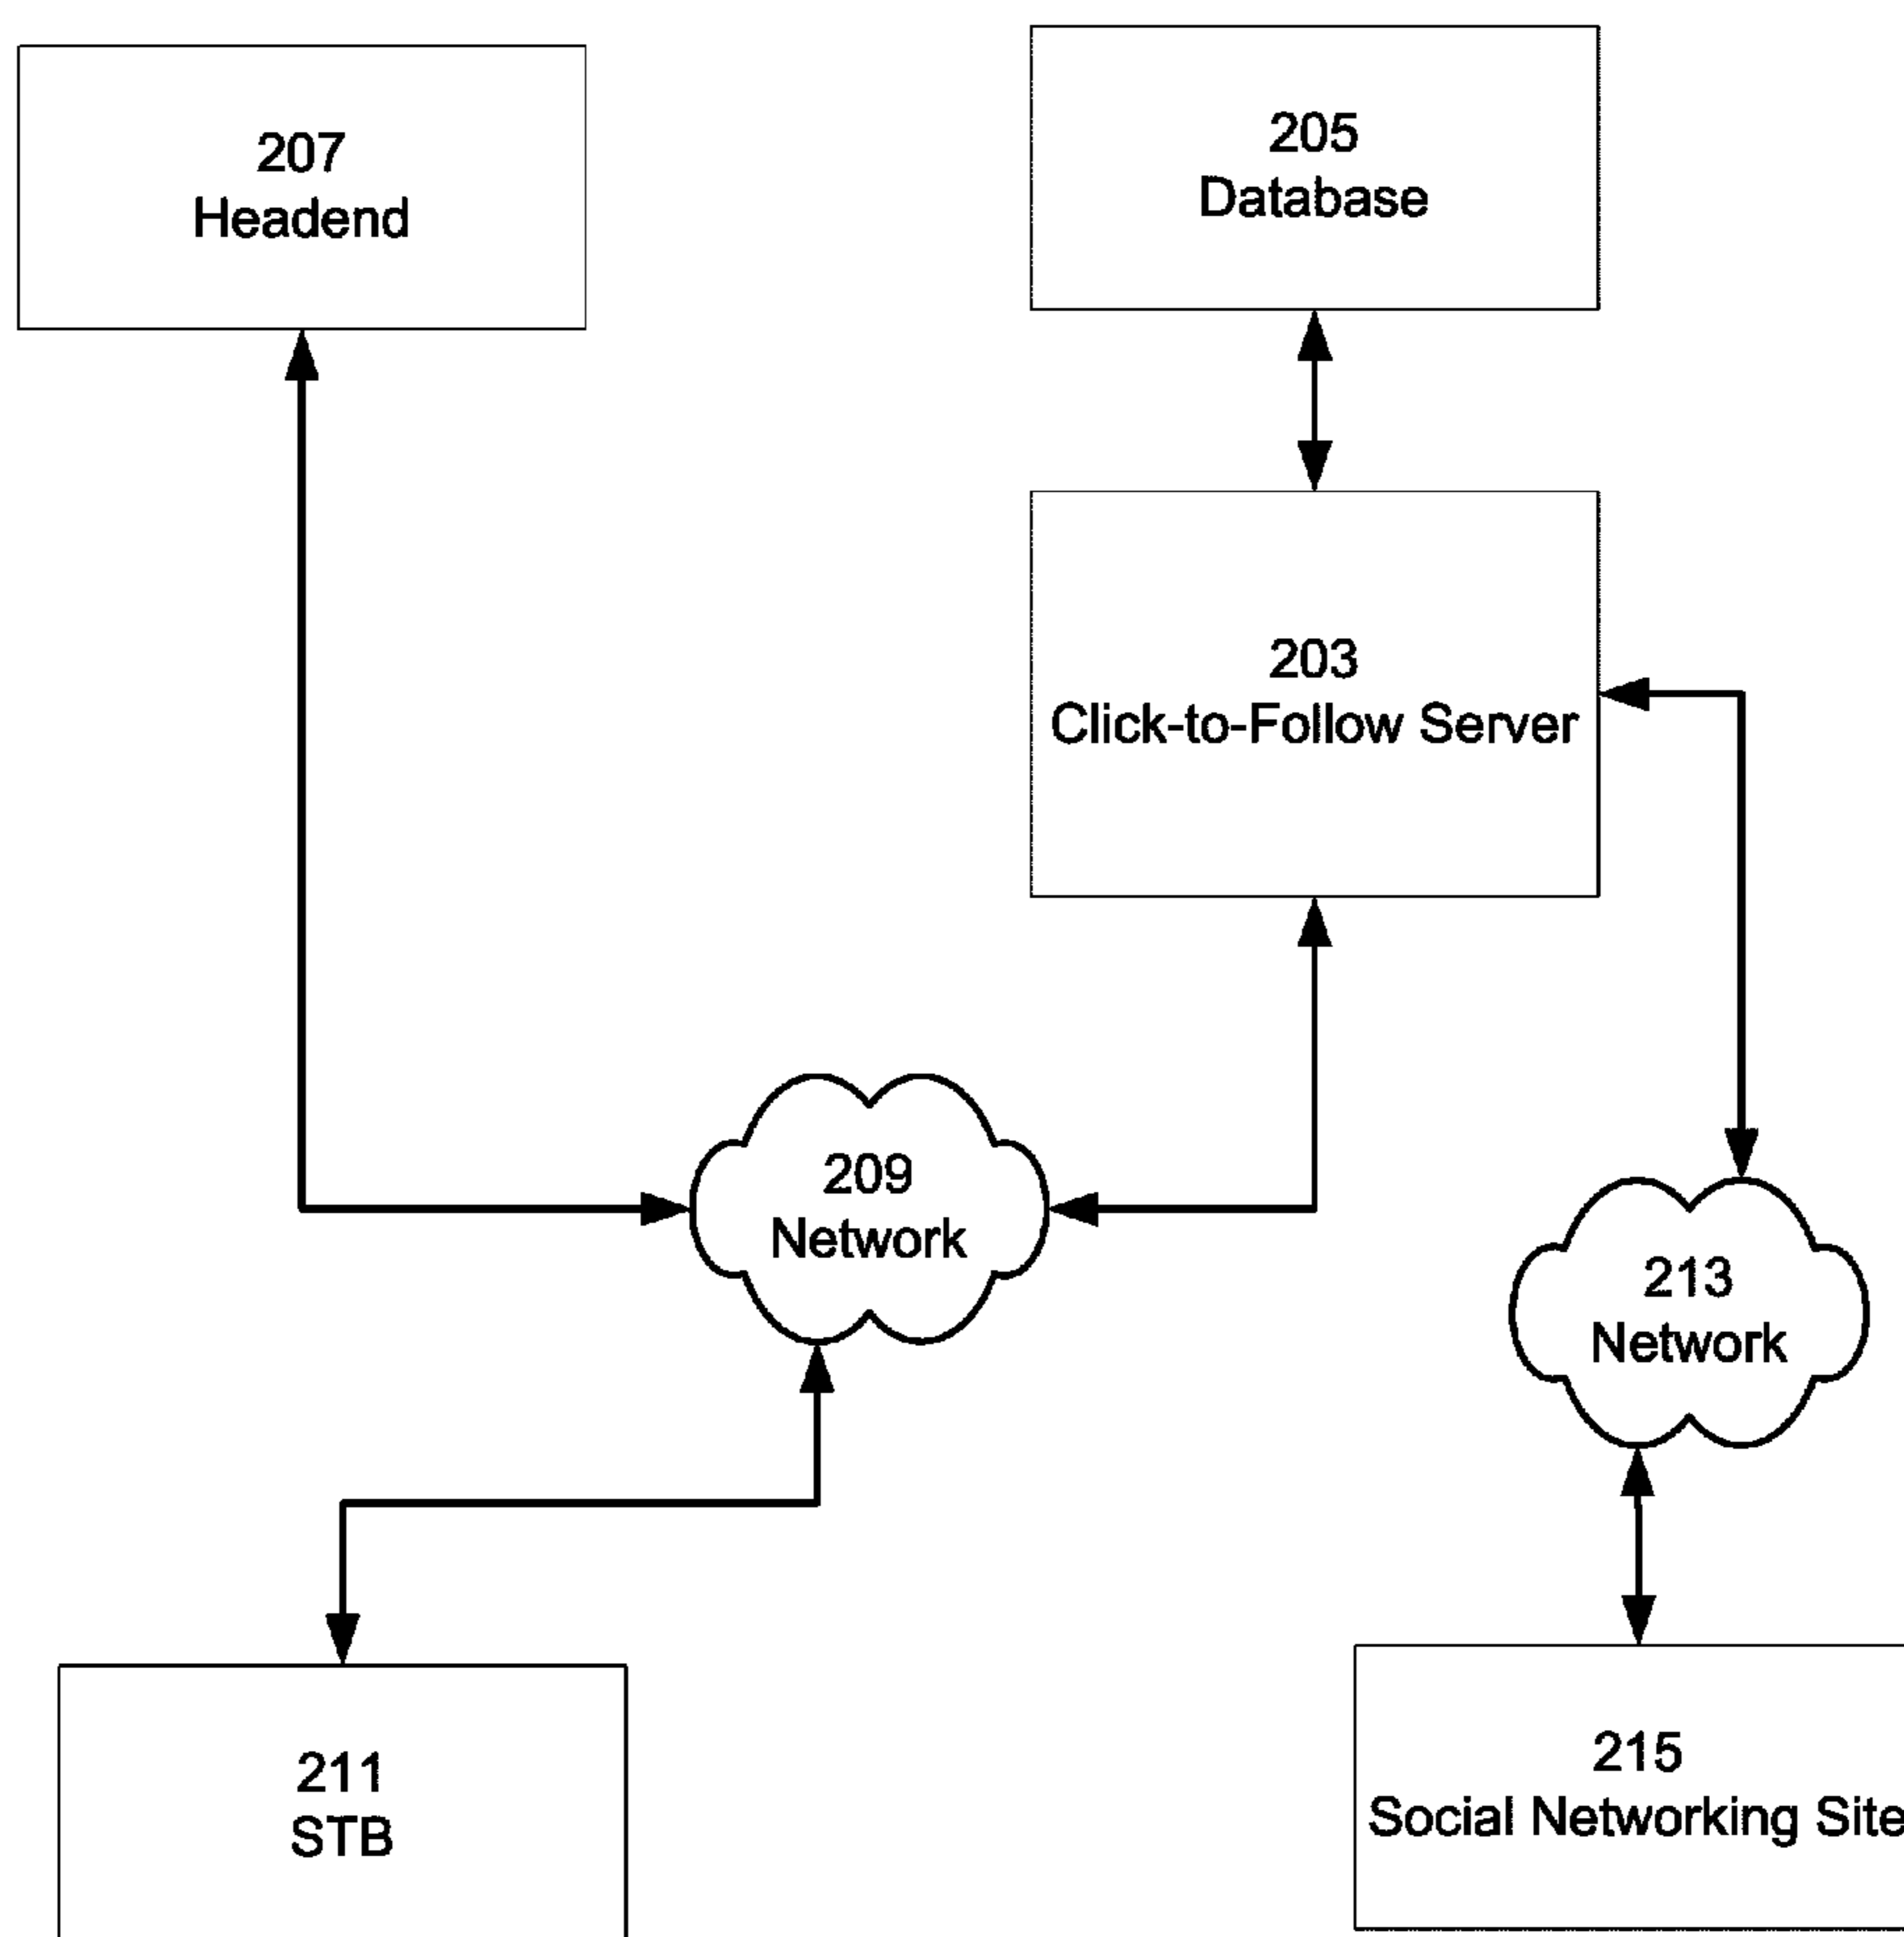 207
Headend
205
Database
203
Click-to-Follow Server
209
Network
213
Network
211
STB
215
Social Networking Site